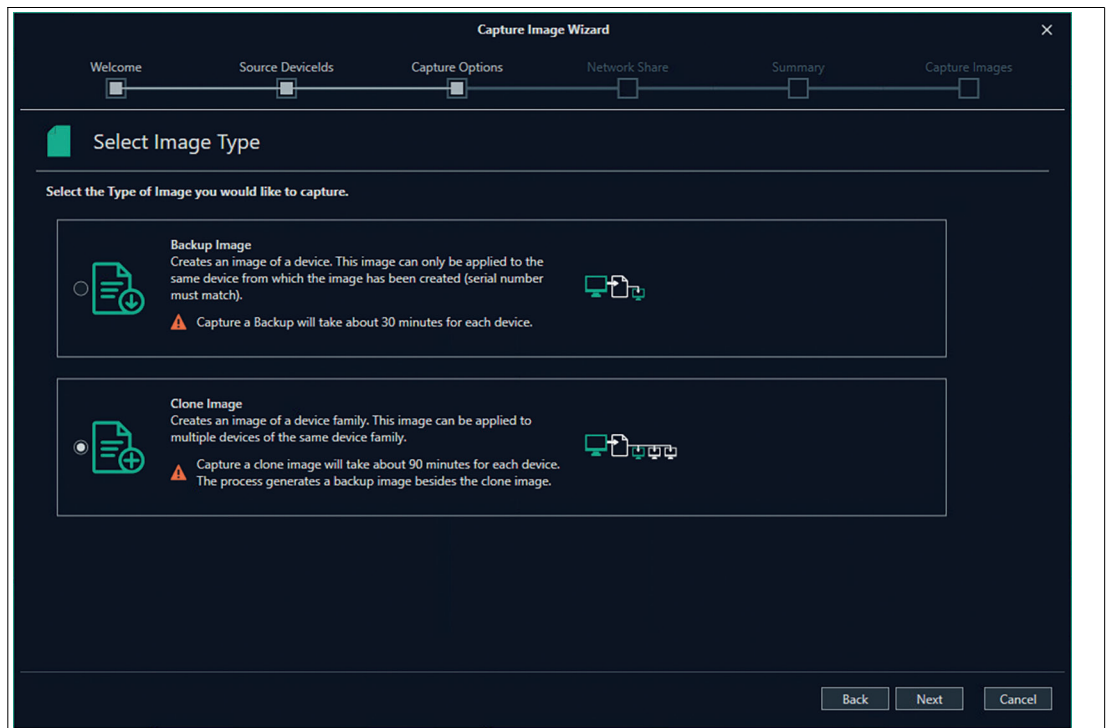 Capture Image Wizard
Welcome
Source DeviceIds
Capture Options
Network Share
Summary
Capture Images
Select Image Type
Select the Type of Image you would like to capture.
Backup Image
Creates an image of a device. This image can only be applied to the
same device from which the image has been created (serial number
must match).
Capture a Backup will take about 30 minutes for each device.
Clone Image
Creates an image of a device family. This image can be applied to
multiple devices of the same device family.
Capture a clone image will take about 90 minutes for each device.
The process generates a backup image besides the clone image.
Back
Next
Cancel